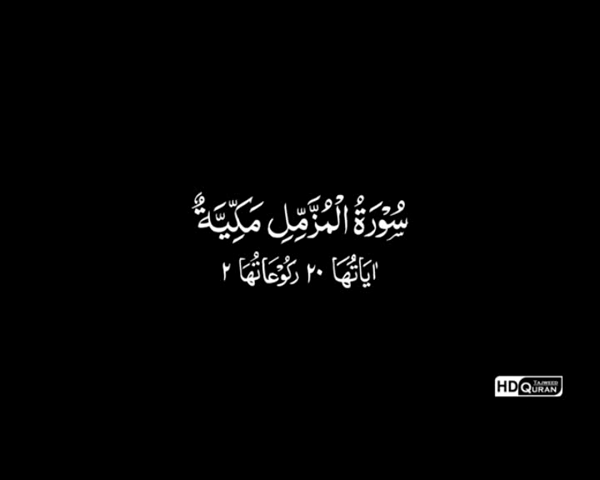 سُوْرَةُ الْمُزَّمِّلِ مَكِّيَّةٌ
اٰيَاتُهَا ٢٠ رُكُوْعَاتُهَا ٢
HD TAJWEED QURAN